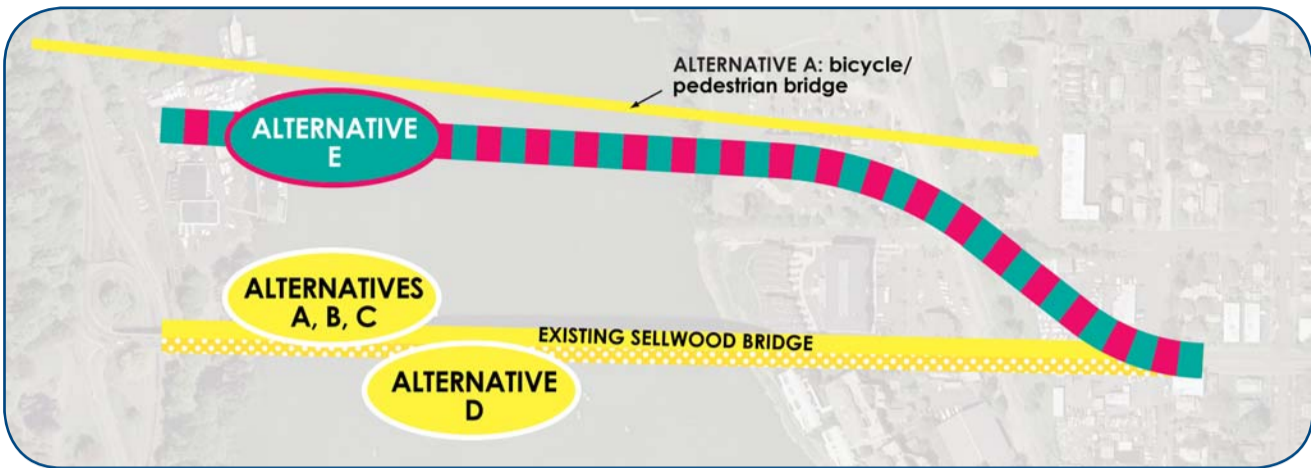 ALTERNATIVE A: bicycle/
pedestrian bridge
ALTERNATIVE
E
ALTERNATIVES
A, B, C
EXISTING SELLWOOD BRIDGE
ALTERNATIVE
D